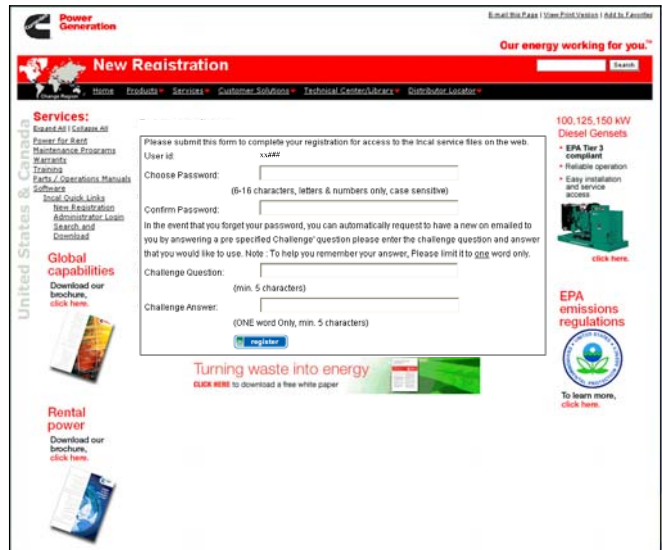 Power
Generation
E-mail this Page | View Print Version | Add to Favorites
Our energy working for you.™
New Registration
Search
Change Region
Home Products Services Customer Solutions Technical Center/Library Distributor Locator
United States & Canada
Services:
Expand All | Collapse All
Power for Rent
Maintenance Programs
Warranty
Training
Parts / Operations Manuals
Software
Incal Quick Links
New Registration
Administrator Login
Search and
Download
Global
capabilities
Download our
brochure,
click here.
Rental
power
Download our
brochure,
click here.
Please submit this form to complete your registration for access to the Incal service files on the web.
User id: xx###
Choose Password:
(6-16 characters, letters & numbers only, case sensitive)
Confirm Password:
In the event that you forget your password, you can automatically request to have a new on emailed to
you by answering a pre specified Challenge' question please enter the challenge question and answer
that you would like to use. Note : To help you remember your answer, Please limit it to one word only.
Challenge Question:
(min. 5 characters)
Challenge Answer:
(ONE word Only, min. 5 characters)
register
Turning waste into energy
CLICK HERE to download a free white paper
100,125,150 kW
Diesel Gensets
EPA Tier 3
compliant
Reliable operation
Easy installation
and service
access
click here.
EPA
emissions
regulations
To learn more,
click here.